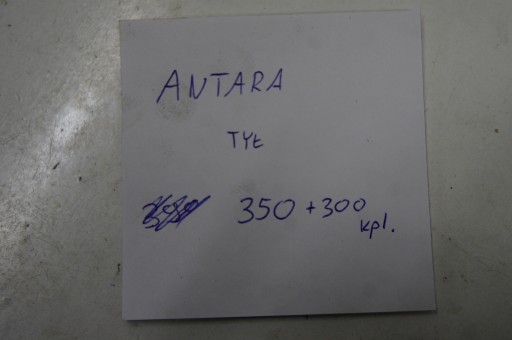 ANTARA
TYŁ
350 + 300
kpl.